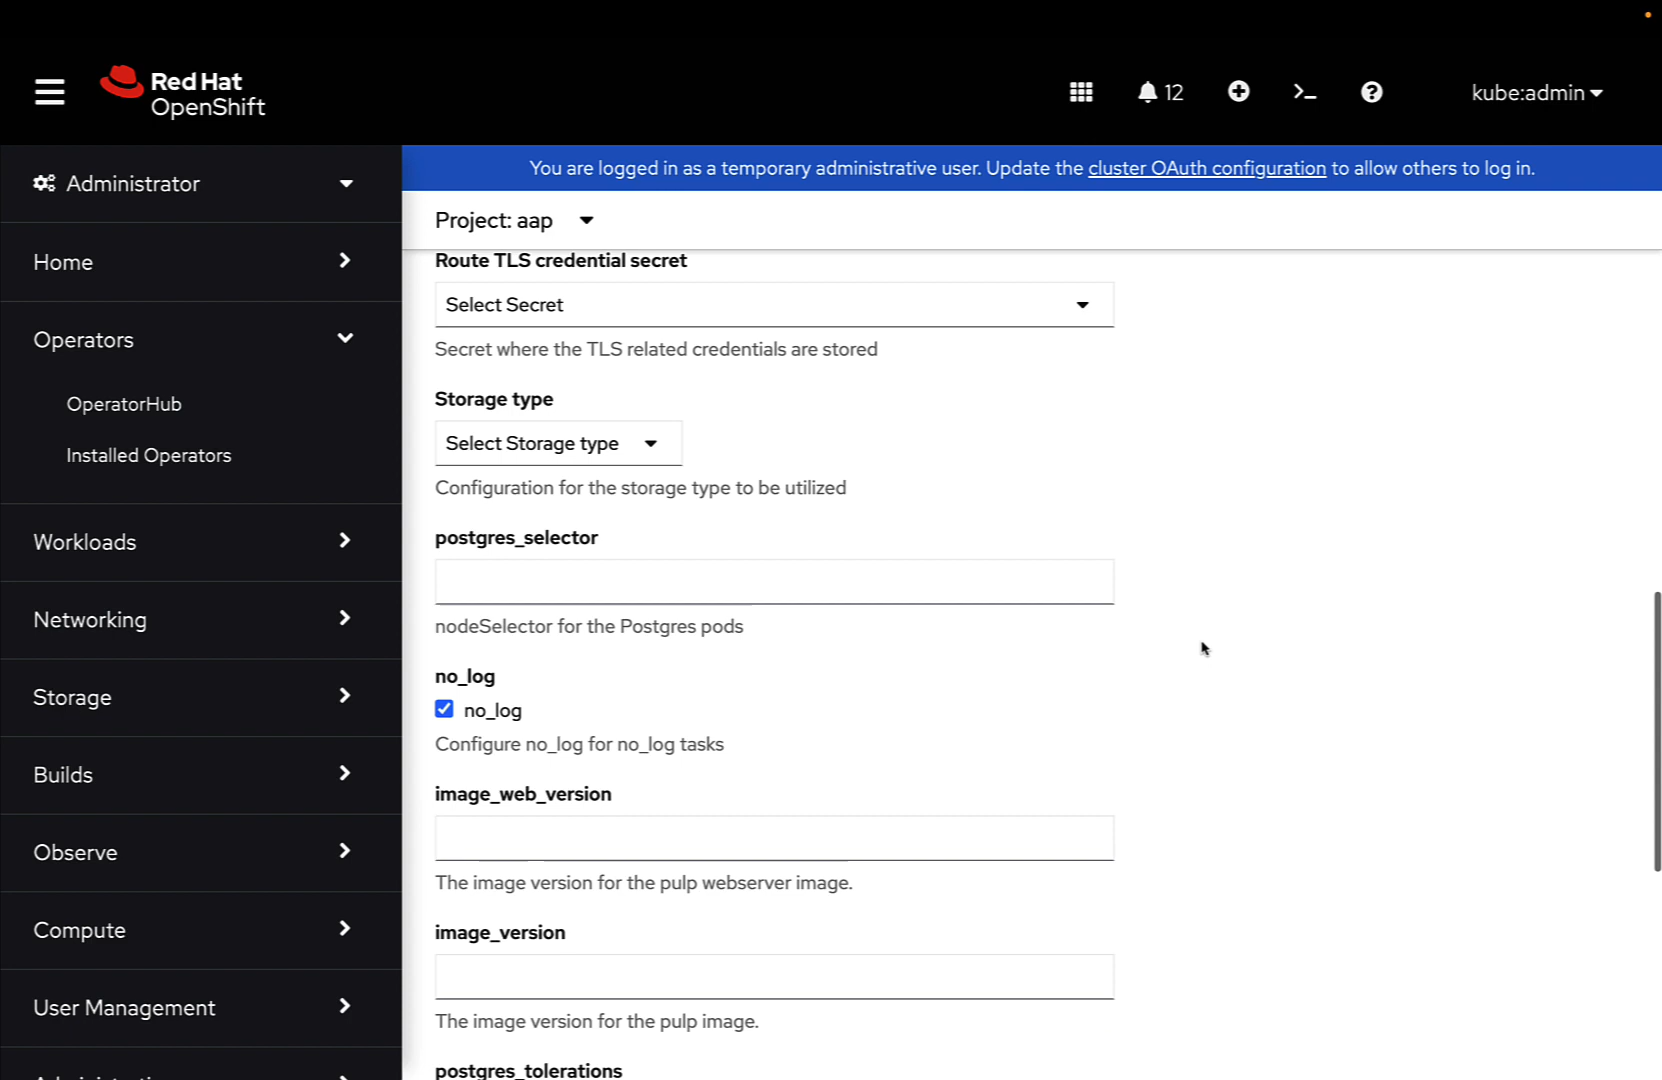 Red Hat
OpenShift
12
kube:admin
Administrator
Home
Operators
OperatorHub
Installed Operators
Workloads
Networking
Storage
Builds
Observe
Compute
User Management
You are logged in as a temporary administrative user. Update the cluster OAuth configuration to allow others to log in.
Project: aap
Route TLS credential secret
Select Secret
Secret where the TLS related credentials are stored
Storage type
Select Storage type
Configuration for the storage type to be utilized
postgres_selector
nodeSelector for the Postgres pods
no_log
no_log
Configure no_log for no_log tasks
image_web_version
The image version for the pulp webserver image.
image_version
The image version for the pulp image.
postgres_tolerations